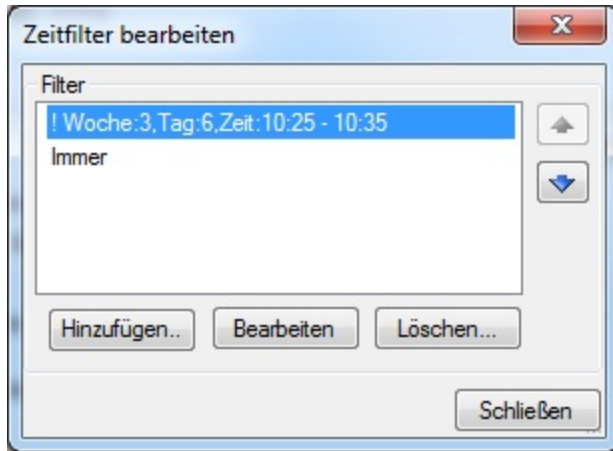 Zeitfilter bearbeiten
Filter
! Woche:3,Tag:6,Zeit:10:25 - 10:35
Immer
Hinzufügen..
Bearbeiten
Löschen...
Schließen